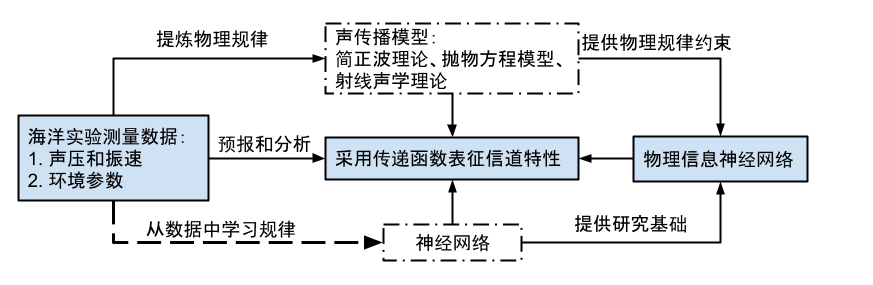 提炼物理规律
声传播模型：
简正波理论、抛物方程模型、
射线声学理论
提供物理规律约束
海洋实验测量数据：
1. 声压和振速
2. 环境参数
预报和分析
采用传递函数表征信道特性
物理信息神经网络
从数据中学习规律
神经网络
提供研究基础